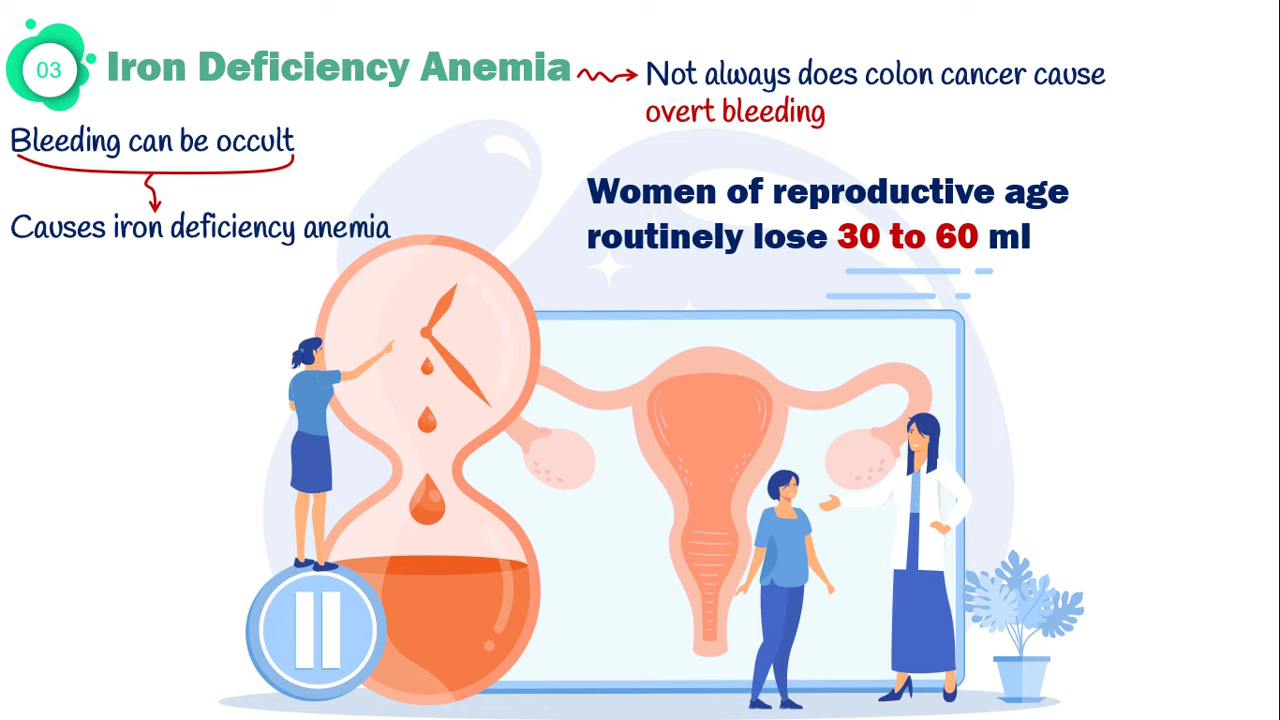 03
Iron Deficiency Anemia
Not always does colon cancer cause
overt bleeding
Bleeding can be occult
Causes iron deficiency anemia
Women of reproductive age
routinely lose 30 to 60 ml